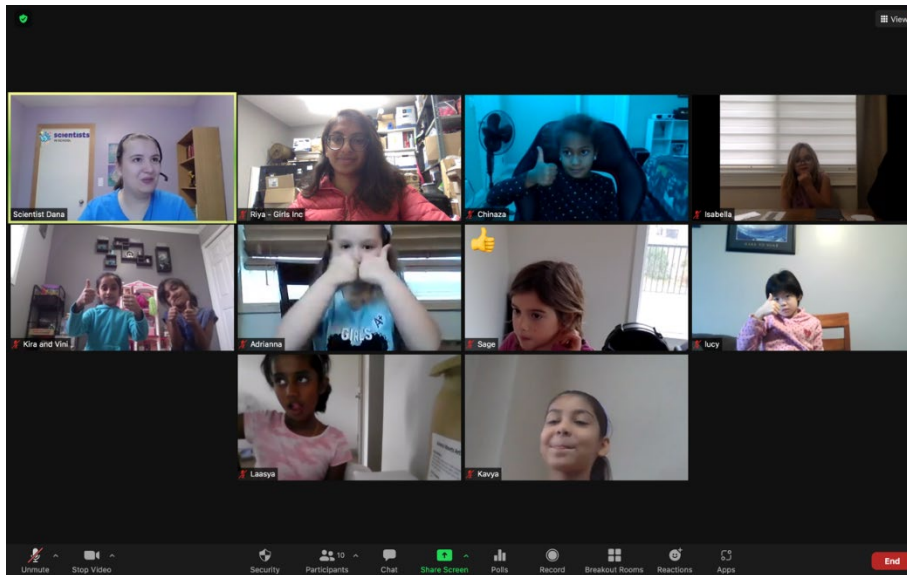 View
scientists
Scientist Dana
Riya - Girls Inc
Chinaza
Isabella
Kira and Vini
Adrianna
GIRLS
Sage
lucy
Laasya
Kavya
Unmute
Stop Video
Security
10
Participants
Chat
Share Screen
Polls
Record
Breakout Rooms
Reactions
Apps
End